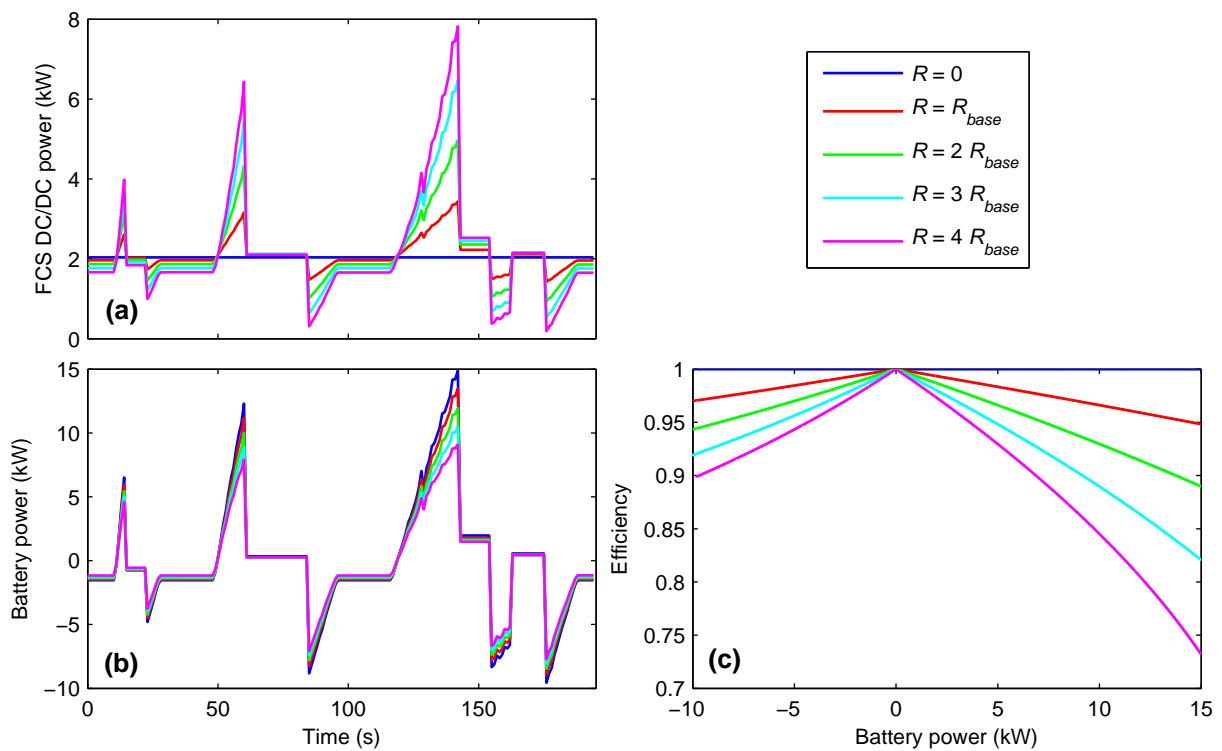 8
6
4
2
0
FCS DC/DC power (kW)
(a)
R = 0
R = R_base
R = 2 R_base
R = 3 R_base
R = 4 R_base
15
10
5
0
−5
−10
Battery power (kW)
(b)
0 50 100 150
Time (s)
1
0.95
0.9
0.85
0.8
0.75
0.7
Efficiency
(c)
−10 −5 0 5 10 15
Battery power (kW)